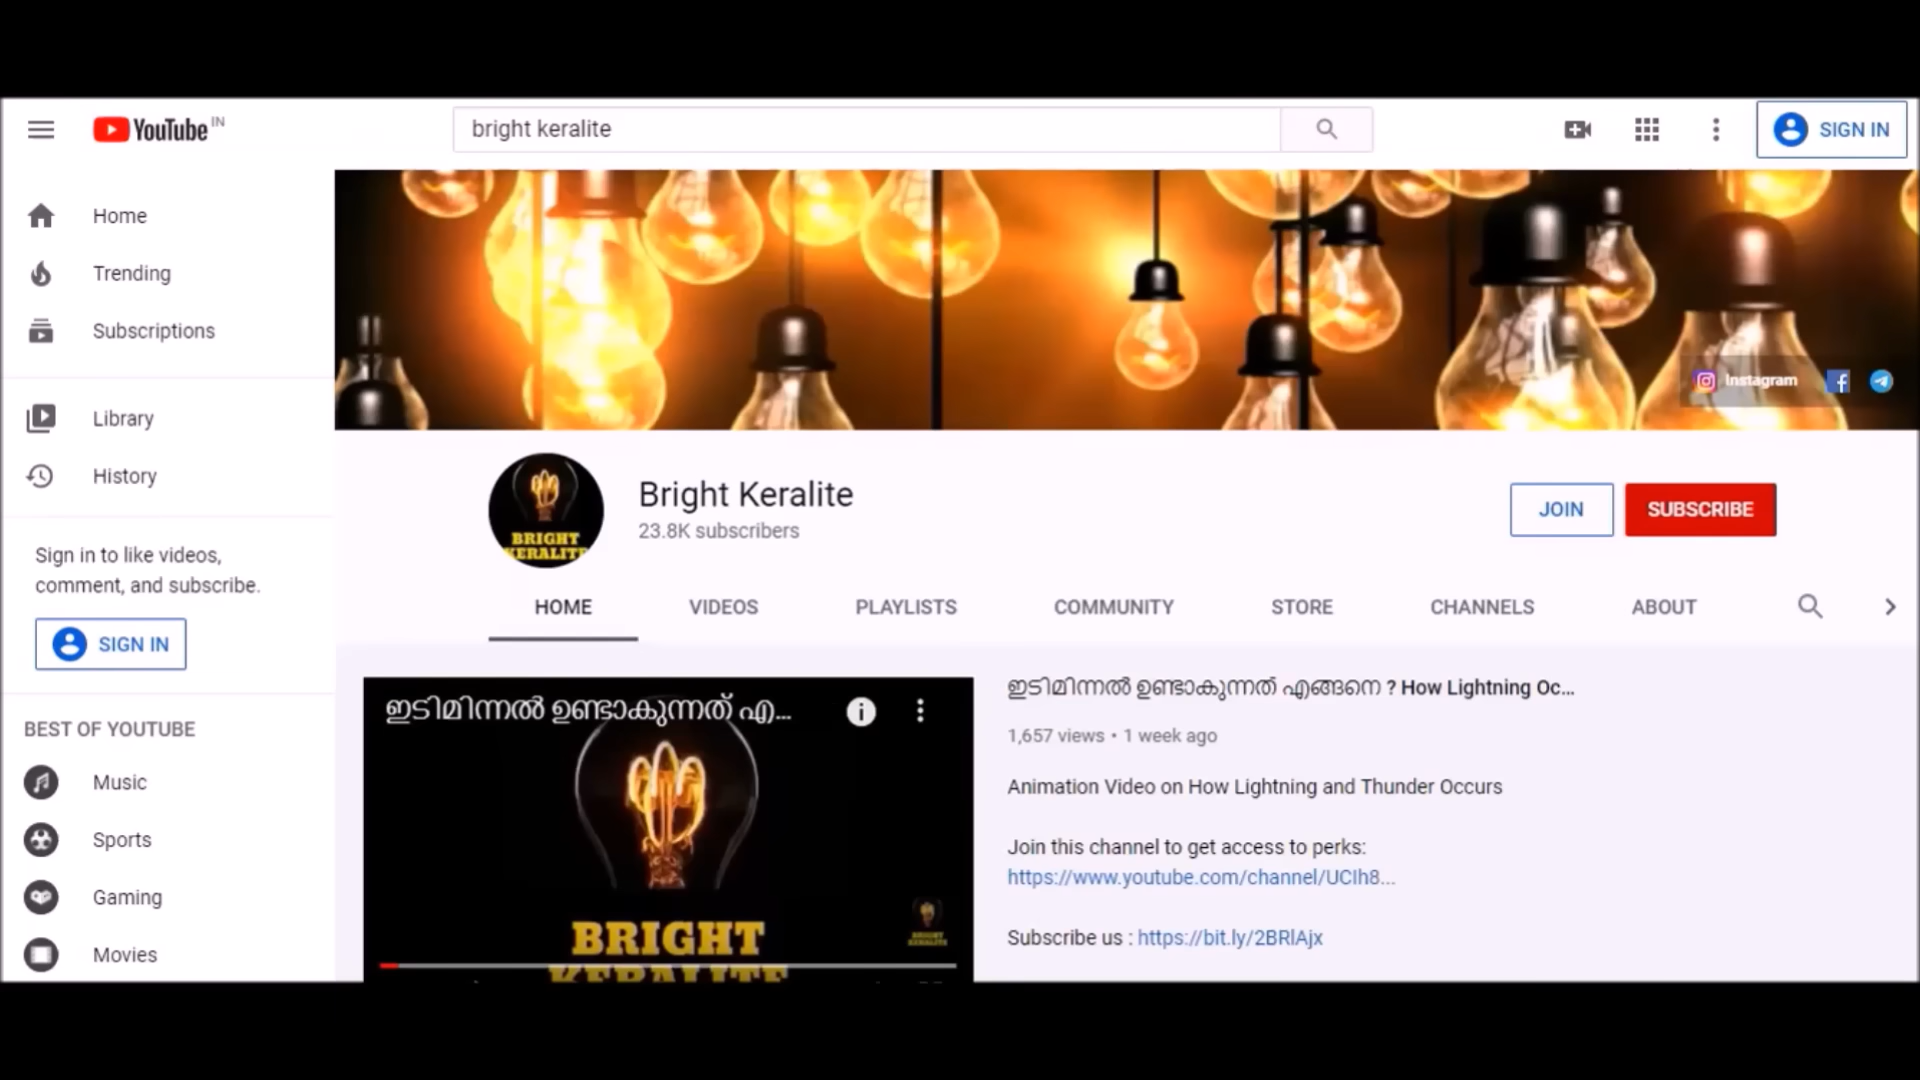 YouTube IN
bright keralite
SIGN IN
Home
Trending
Subscriptions
Library
History
Sign in to like videos,
comment, and subscribe.
SIGN IN
BEST OF YOUTUBE
Music
Sports
Gaming
Movies
Instagram
BRIGHT
KERALITE
Bright Keralite
23.8K subscribers
JOIN
SUBSCRIBE
HOME
VIDEOS
PLAYLISTS
COMMUNITY
STORE
CHANNELS
ABOUT
ഇടിമിന്നൽ ഉണ്ടാകുന്നത് എ...
BRIGHT
KERALITE
BRIGHT
KERALITE
ഇടിമിന്നൽ ഉണ്ടാകുന്നത് എങ്ങനെ ? How Lightning Oc...
1,657 views • 1 week ago
Animation Video on How Lightning and Thunder Occurs
Join this channel to get access to perks:
https://www.youtube.com/channel/UCIh8...
Subscribe us : https://bit.ly/2BRlAjx